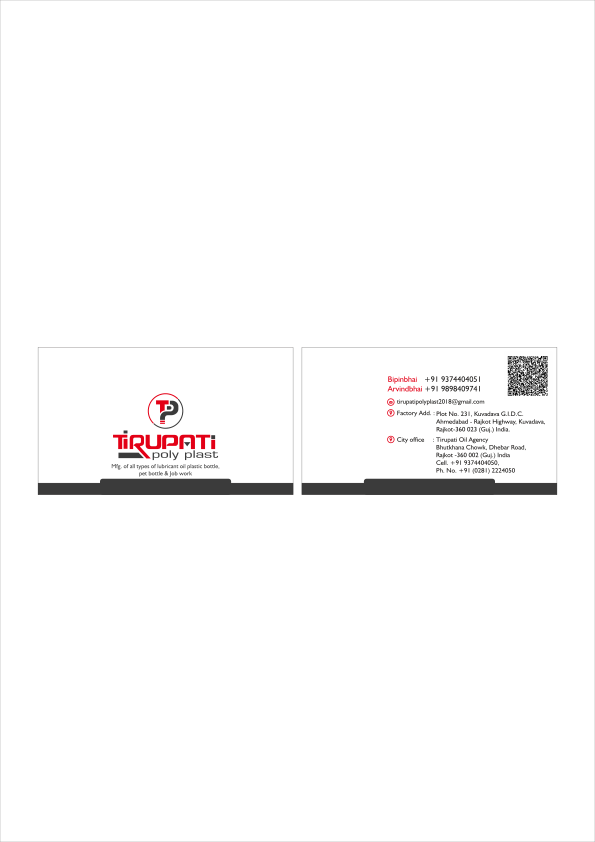 TP
TIRUPATI
poly plast
Mfg. of all types of lubricant oil plastic bottle,
pet bottle & Job work
Bipinbhai +91 9374404051
Arvindbhai +91 9898409741
tirupatipolyplast2018@gmail.com
Factory Add. : Plot No. 231, Kuvadava G.I.D.C.
Ahmedabad - Rajkot Highway, Kuvadava,
Rajkot-360 023 (Guj.) India.
City office : Tirupati Oil Agency
Bhutkhana Chowk, Dhebar Road,
Rajkot -360 002 (Guj.) India
Cell. +91 9374404050,
Ph. No. +91 (0281) 2224050